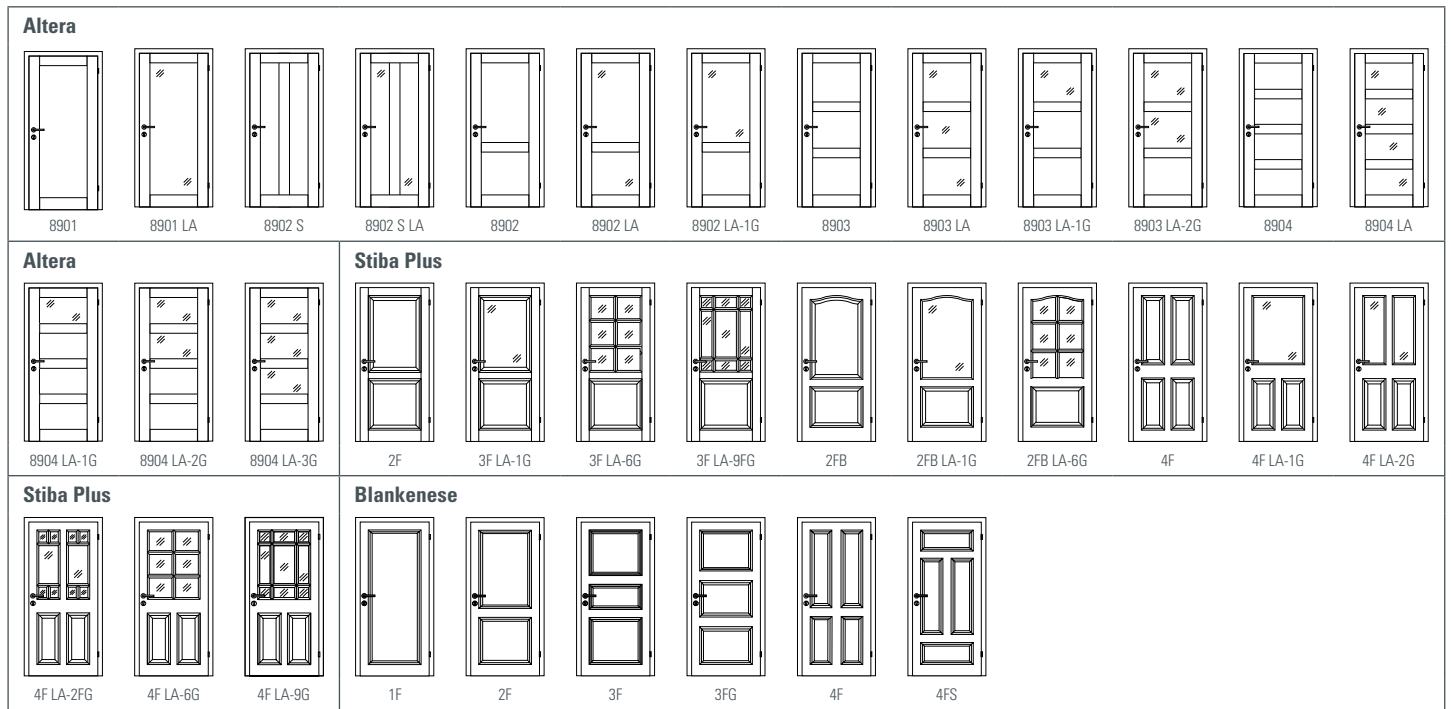 Altera
8901 8901 LA 8902 S 8902 S LA 8902 8902 LA 8902 LA-1G 8903 8903 LA 8903 LA-1G 8903 LA-2G 8904 8904 LA
Altera
8904 LA-1G 8904 LA-2G 8904 LA-3G
Stiba Plus
2F 3F LA-1G 3F LA-6G 3F LA-9FG 2FB 2FB LA-1G 2FB LA-6G 4F 4F LA-1G 4F LA-2G
Stiba Plus
4F LA-2FG 4F LA-6G 4F LA-9G
Blankenese
1F 2F 3F 3FG 4F 4FS